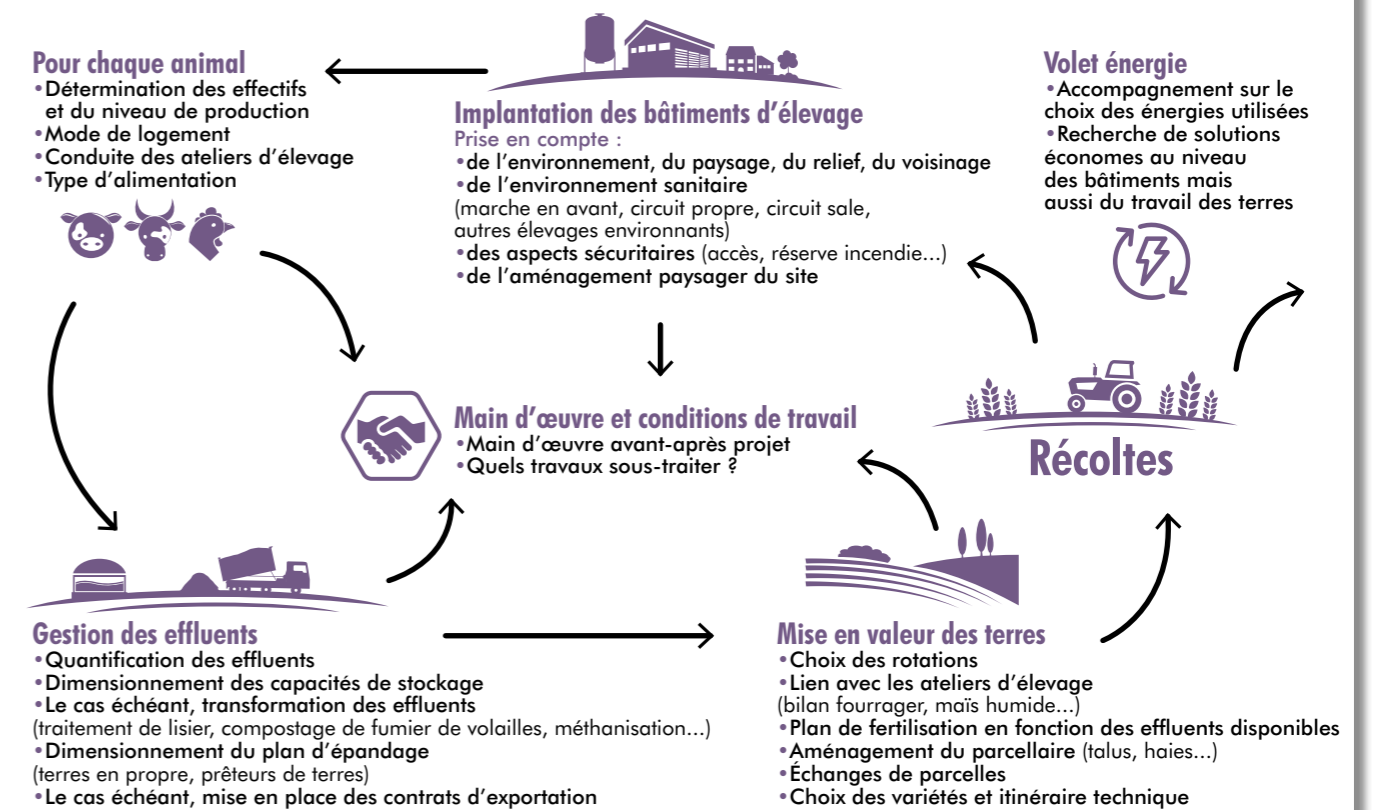 Pour chaque animal
•Détermination des effectifs
et du niveau de production
•Mode de logement
•Conduite des ateliers d'élevage
•Type d'alimentation
Implantation des bâtiments d'élevage
Prise en compte :
•de l'environnement, du paysage, du relief, du voisinage
•de l'environnement sanitaire
(marche en avant, circuit propre, circuit sale,
autres élevages environnants)
•des aspects sécuritaires (accès, réserve incendie...)
•de l'aménagement paysager du site
Volet énergie
•Accompagnement sur le
choix des énergies utilisées
•Recherche de solutions
économes au niveau
des bâtiments mais
aussi du travail des terres
Main d'œuvre et conditions de travail
•Main d'œuvre avant-après projet
•Quels travaux sous-traiter ?
Récoltes
Gestion des effluents
•Quantification des effluents
•Dimensionnement des capacités de stockage
•Le cas échéant, transformation des effluents
(traitement de lisier, compostage de fumier de volailles, méthanisation...)
•Dimensionnement du plan d'épandage
(terres en propre, prêteurs de terres)
•Le cas échéant, mise en place des contrats d'exportation
Mise en valeur des terres
•Choix des rotations
•Lien avec les ateliers d'élevage
(bilan fourrager, maïs humide...)
•Plan de fertilisation en fonction des effluents disponibles
•Aménagement du parcellaire (talus, haies...)
•Échanges de parcelles
•Choix des variétés et itinéraire technique